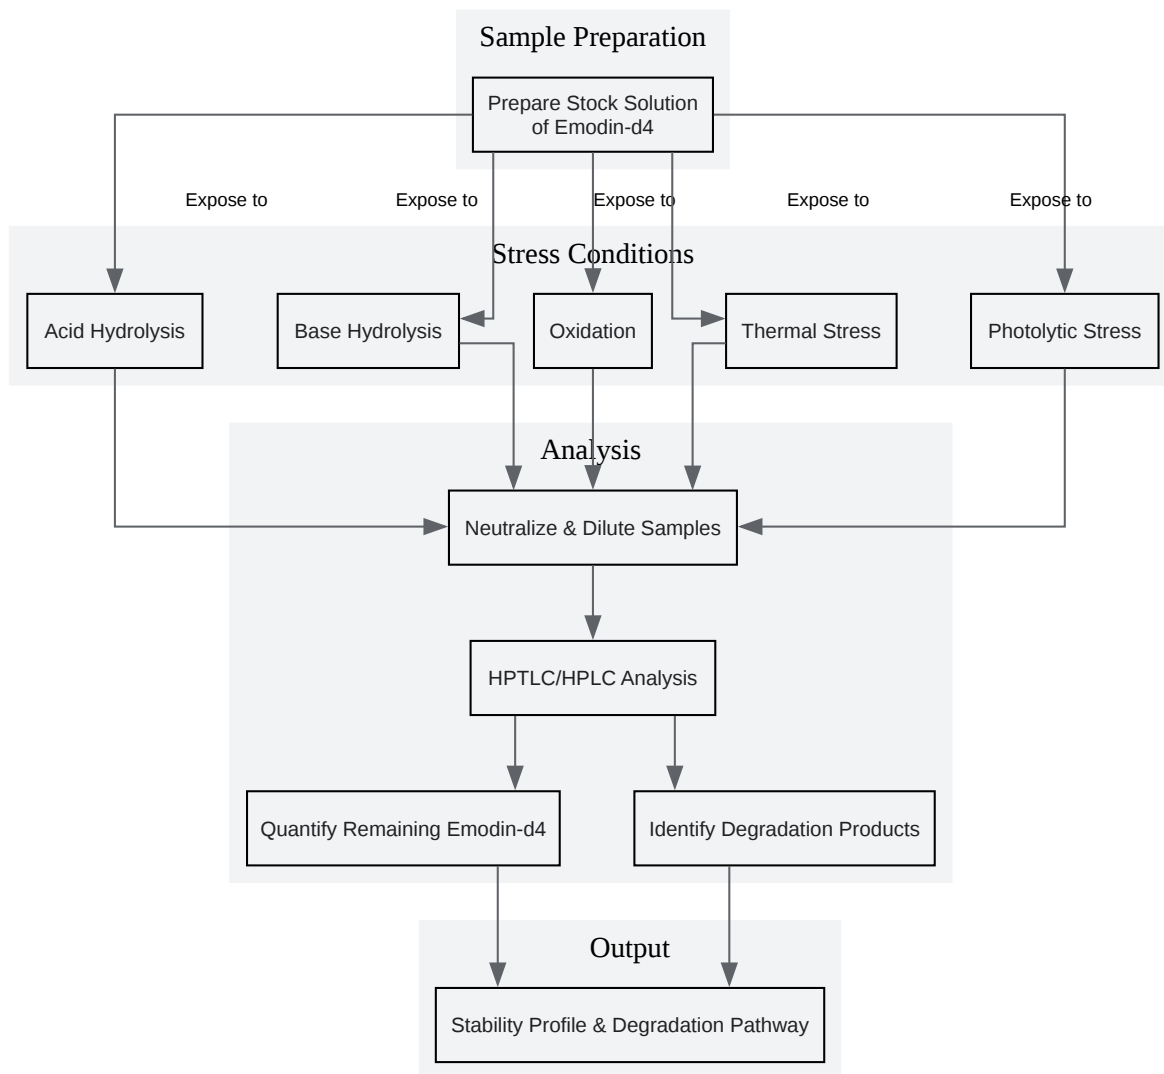 Sample Preparation
Prepare Stock Solution
of Emodin-d4
Expose to
Expose to
Expose to
Expose to
Expose to
Stress Conditions
Acid Hydrolysis
Base Hydrolysis
Oxidation
Thermal Stress
Photolytic Stress
Analysis
Neutralize & Dilute Samples
HPTLC/HPLC Analysis
Quantify Remaining Emodin-d4
Identify Degradation Products
Output
Stability Profile & Degradation Pathway